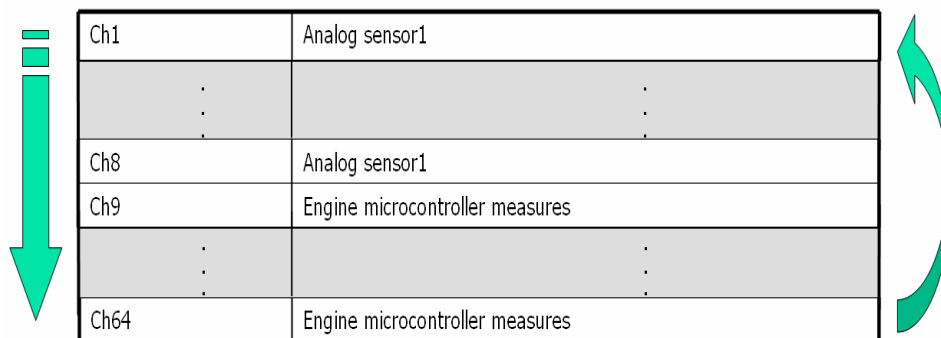 Ch1 Analog sensor1
. .
. .
. .
Ch8 Analog sensor1
Ch9 Engine microcontroller measures
. .
. .
. .
Ch64 Engine microcontroller measures